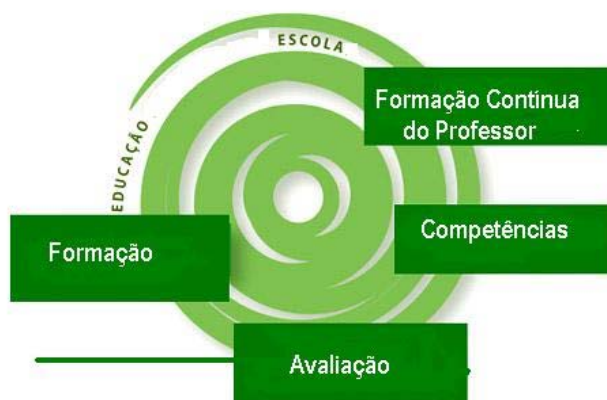 ESCOLA
EDUCAÇÃO
Formação Contínua
do Professor
Competências
Formação
Avaliação